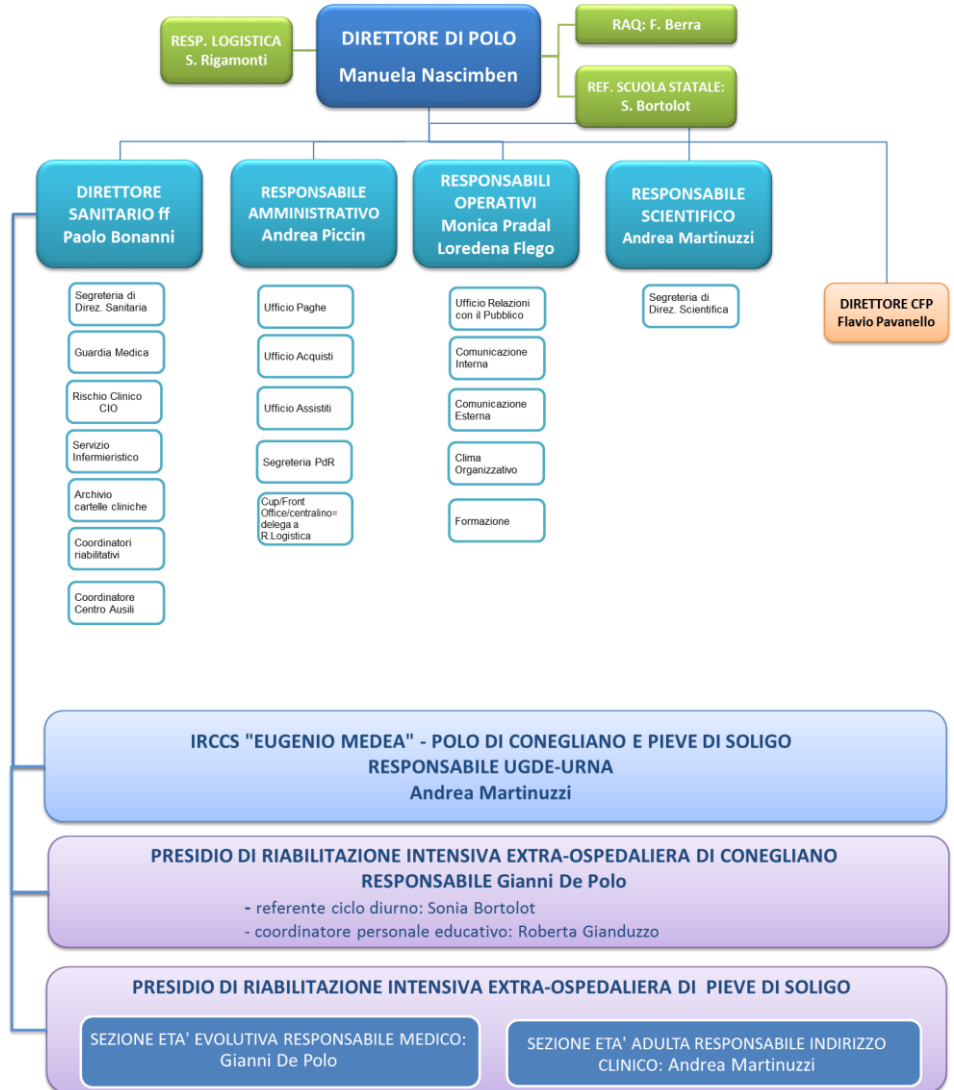 RESP. LOGISTICA
S. Rigamonti
DIRETTORE DI POLO
Manuela Nascimben
RAQ: F. Berra
REF. SCUOLA STATALE:
S. Bortolot
DIRETTORE
SANITARIO ff
Paolo Bonanni
RESPONSABILE
AMMINISTRATIVO
Andrea Piccin
RESPONSABILI
OPERATIVI
Monica Pradal
Loredena Flego
RESPONSABILE
SCIENTIFICO
Andrea Martinuzzi
DIRETTORE CFP
Flavio Pavanello
Segreteria di
Direz. Sanitaria
Guardia Medica
Rischio Clinico
CIO
Servizio
Infermieristico
Archivio
cartelle cliniche
Coordinatori
riabilitativi
Coordinatore
Centro Ausili
Ufficio Paghe
Ufficio Acquisti
Ufficio Assistiti
Segreteria PdR
Cup/Front
Office/centralino=
delega a
R.Logistica
Ufficio Relazioni
con il Pubblico
Comunicazione
Interna
Comunicazione
Esterna
Clima
Organizzativo
Formazione
Segreteria di
Direz. Scientifica
IRCCS "EUGENIO MEDEA" - POLO DI CONEGLIANO E PIEVE DI SOLIGO
RESPONSABILE UGDE-URNA
Andrea Martinuzzi
PRESIDIO DI RIABILITAZIONE INTENSIVA EXTRA-OSPEDALIERA DI CONEGLIANO
RESPONSABILE Gianni De Polo
- referente ciclo diurno: Sonia Bortolot
- coordinatore personale educativo: Roberta Gianduzzo
PRESIDIO DI RIABILITAZIONE INTENSIVA EXTRA-OSPEDALIERA DI PIEVE DI SOLIGO
SEZIONE ETA' EVOLUTIVA RESPONSABILE MEDICO:
Gianni De Polo
SEZIONE ETA' ADULTA RESPONSABILE INDIRIZZO
CLINICO: Andrea Martinuzzi